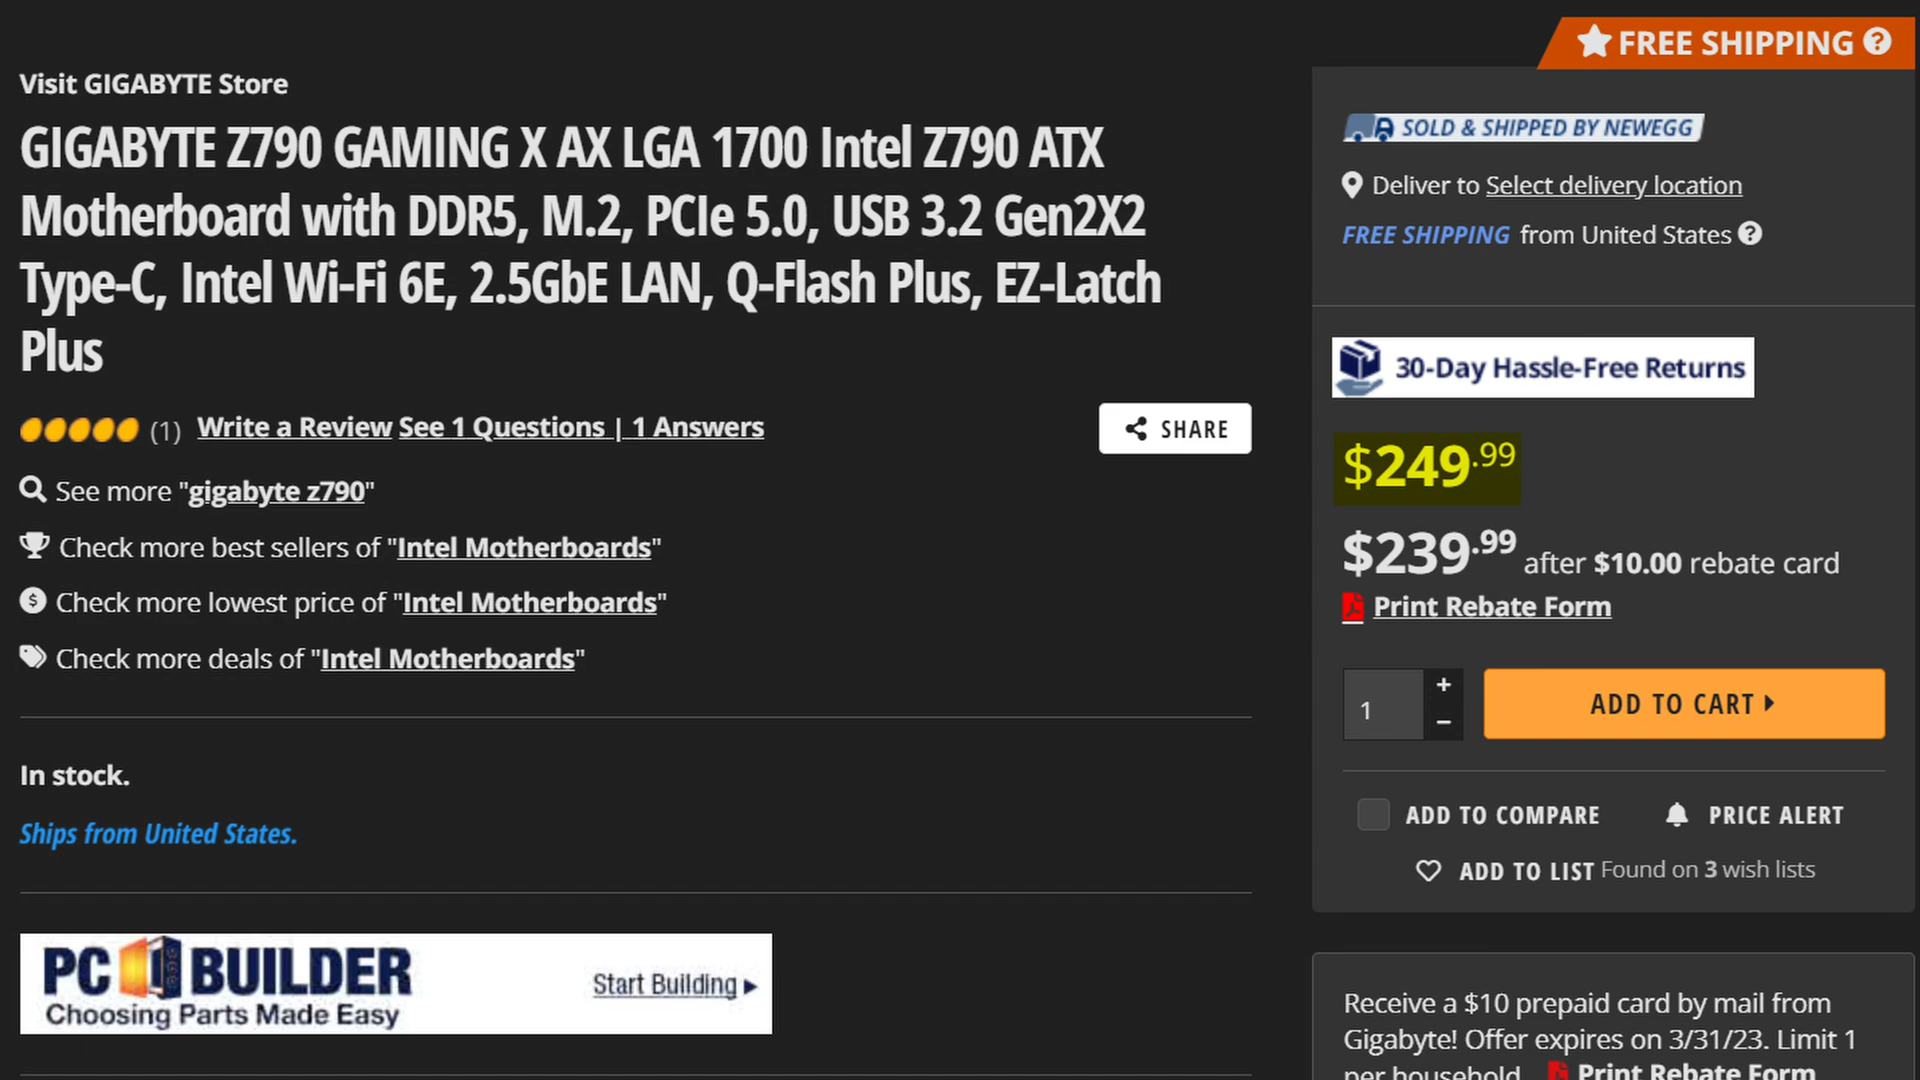 FREE SHIPPING ?
Visit GIGABYTE Store
GIGABYTE Z790 GAMING X AX LGA 1700 Intel Z790 ATX
Motherboard with DDR5, M.2, PCIe 5.0, USB 3.2 Gen2X2
Type-C, Intel Wi-Fi 6E, 2.5GbE LAN, Q-Flash Plus, EZ-Latch
Plus
(1) Write a Review See 1 Questions | 1 Answers
SHARE
See more "gigabyte z790"
Check more best sellers of "Intel Motherboards"
$ Check more lowest price of "Intel Motherboards"
Check more deals of "Intel Motherboards"
In stock.
Ships from United States.
PC BUILDER
Choosing Parts Made Easy
Start Building
SOLD & SHIPPED BY NEWEGG
Deliver to Select delivery location
FREE SHIPPING from United States ?
30-Day Hassle-Free Returns
$249.99
$239.99 after $10.00 rebate card
Print Rebate Form
1 + −
ADD TO CART
ADD TO COMPARE PRICE ALERT
ADD TO LIST Found on 3 wish lists
Receive a $10 prepaid card by mail from
Gigabyte! Offer expires on 3/31/23. Limit 1
per household. Print Rebate Form